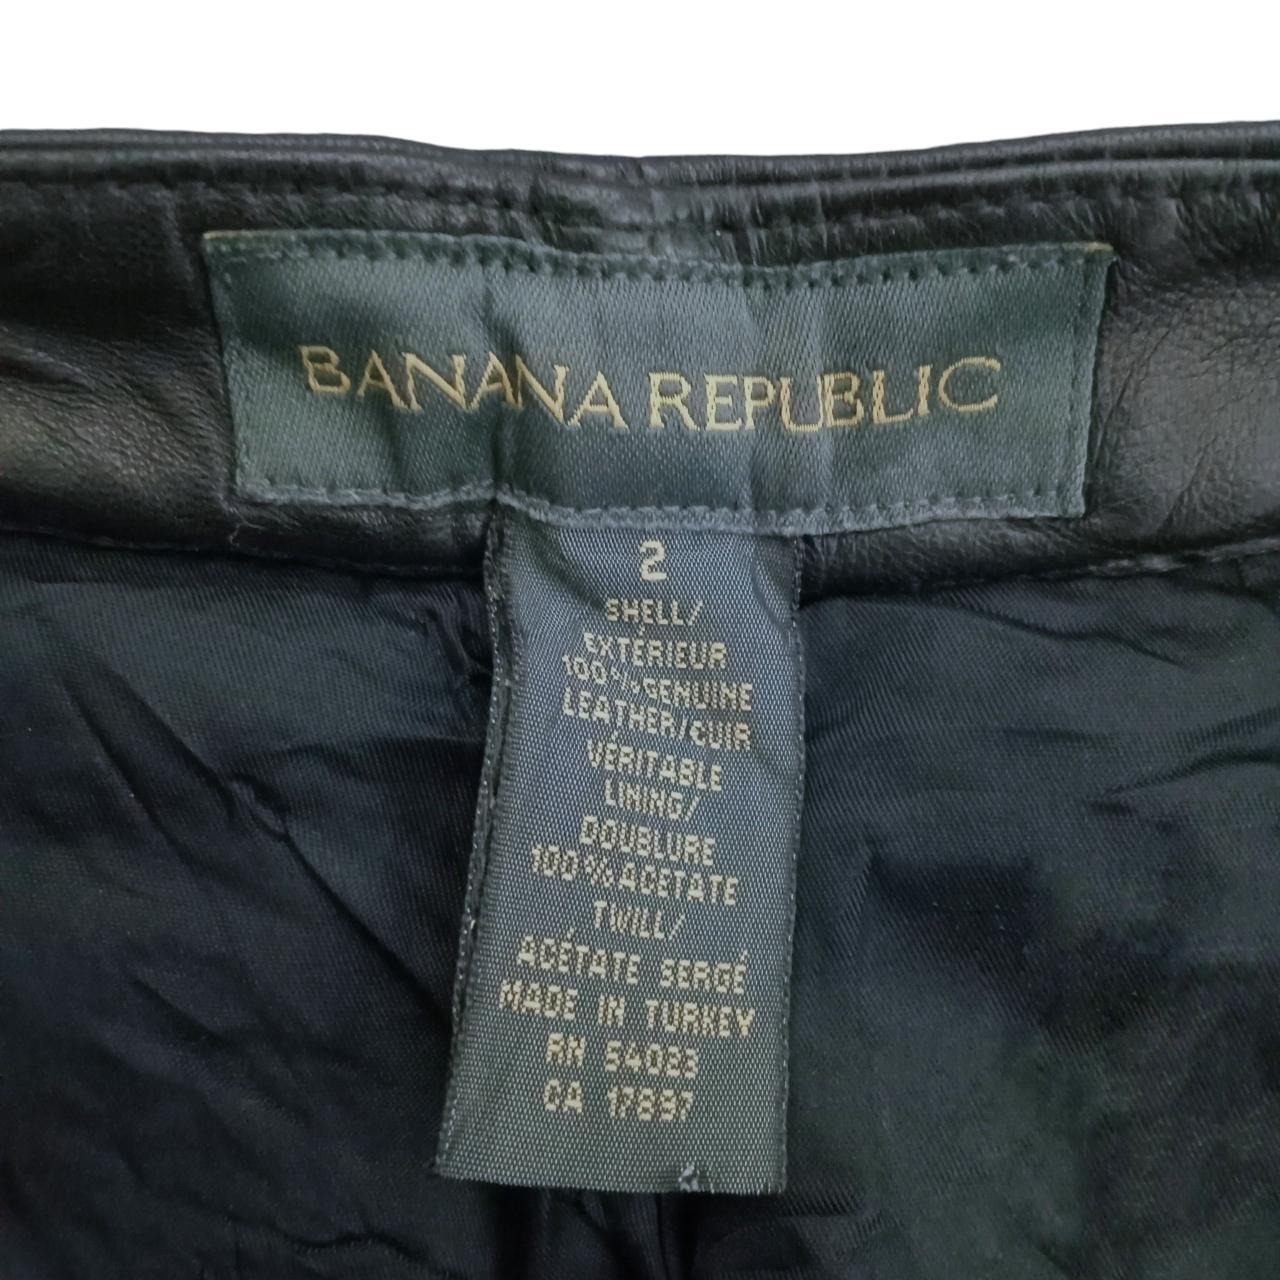 BANANA REPUBLIC
2
SHELL/
EXTÉRIEUR
100% GENUINE
LEATHER/CUIR
VÉRITABLE
LINING/
DOUBLURE
100% ACETATE
TWILL/
ACÉTATE SERGÉ
MADE IN TURKEY
RN 54023
CA 17897